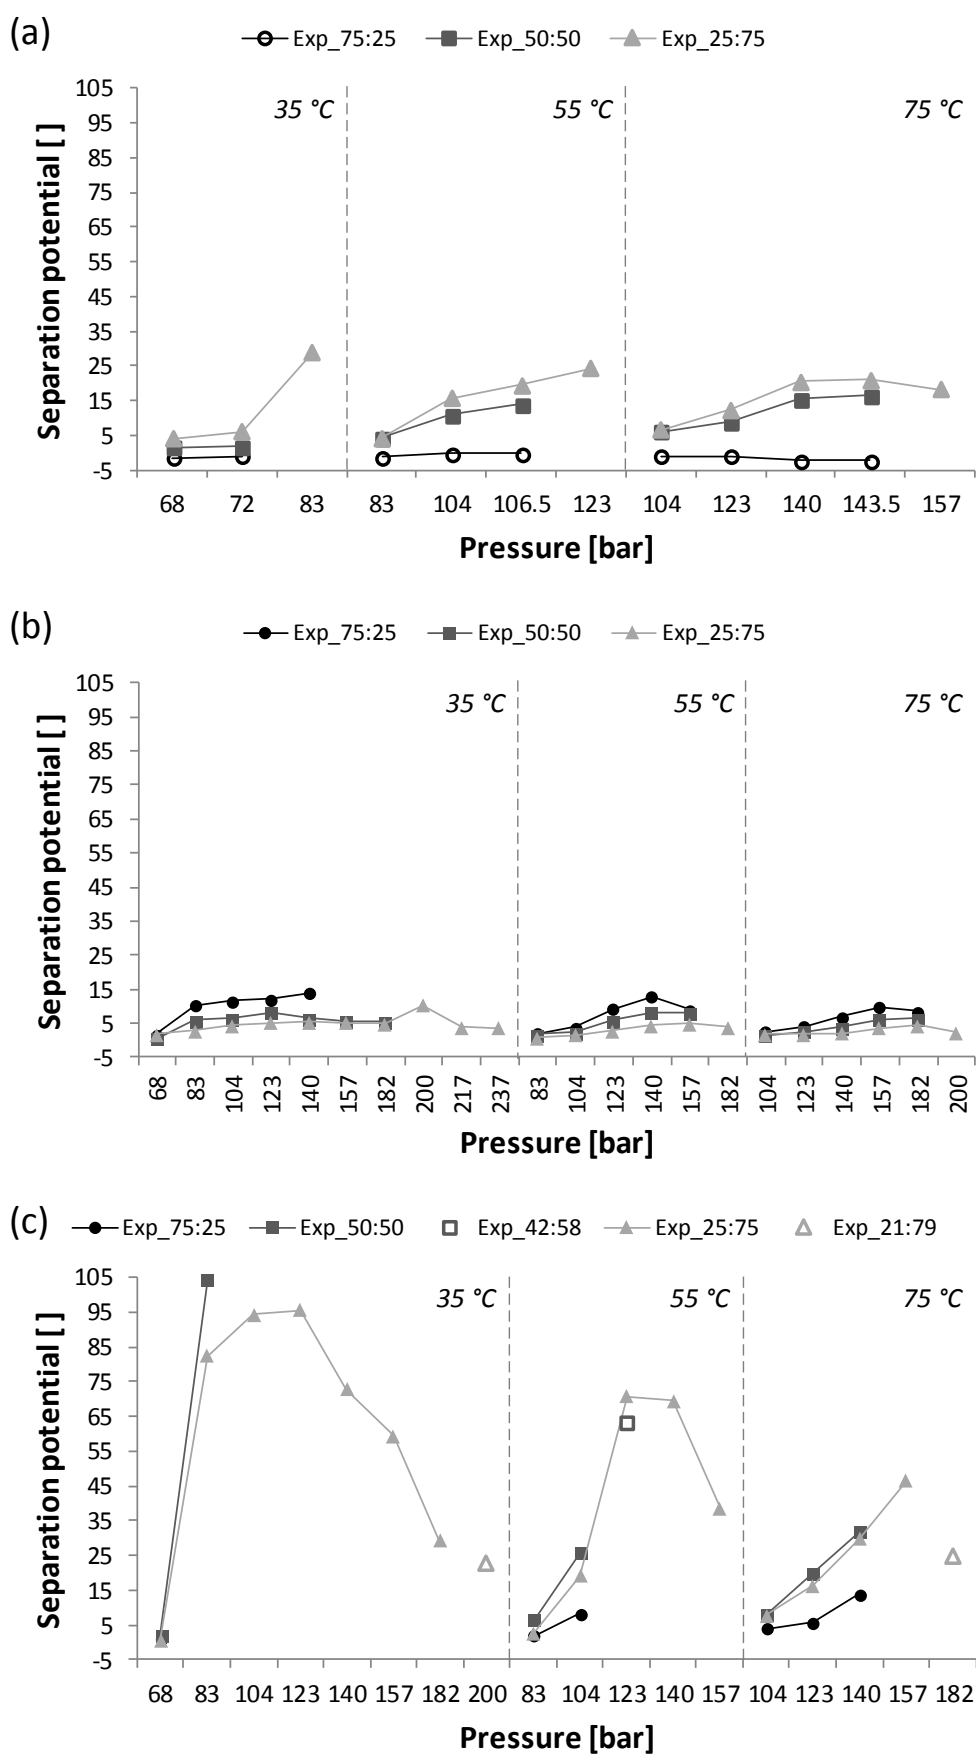 (a)
Exp_75:25 Exp_50:50 Exp_25:75
105
95
85
75
65
55
45
35
25
15
5
-5
Separation potential [ ]
35 °C 55 °C 75 °C
68 72 83 83 104 106.5 123 104 123 140 143.5 157
Pressure [bar]
(b)
Exp_75:25 Exp_50:50 Exp_25:75
105
95
85
75
65
55
45
35
25
15
5
-5
Separation potential [ ]
35 °C 55 °C 75 °C
68 83 104 123 140 157 182 200 217 237 83 104 123 140 157 182 104 123 140 157 182 200
Pressure [bar]
(c)
Exp_75:25 Exp_50:50 Exp_42:58 Exp_25:75 Exp_21:79
105
95
85
75
65
55
45
35
25
15
5
-5
Separation potential [ ]
35 °C 55 °C 75 °C
68 83 104 123 140 157 182 200 83 104 123 140 157 104 123 140 157 182
Pressure [bar]